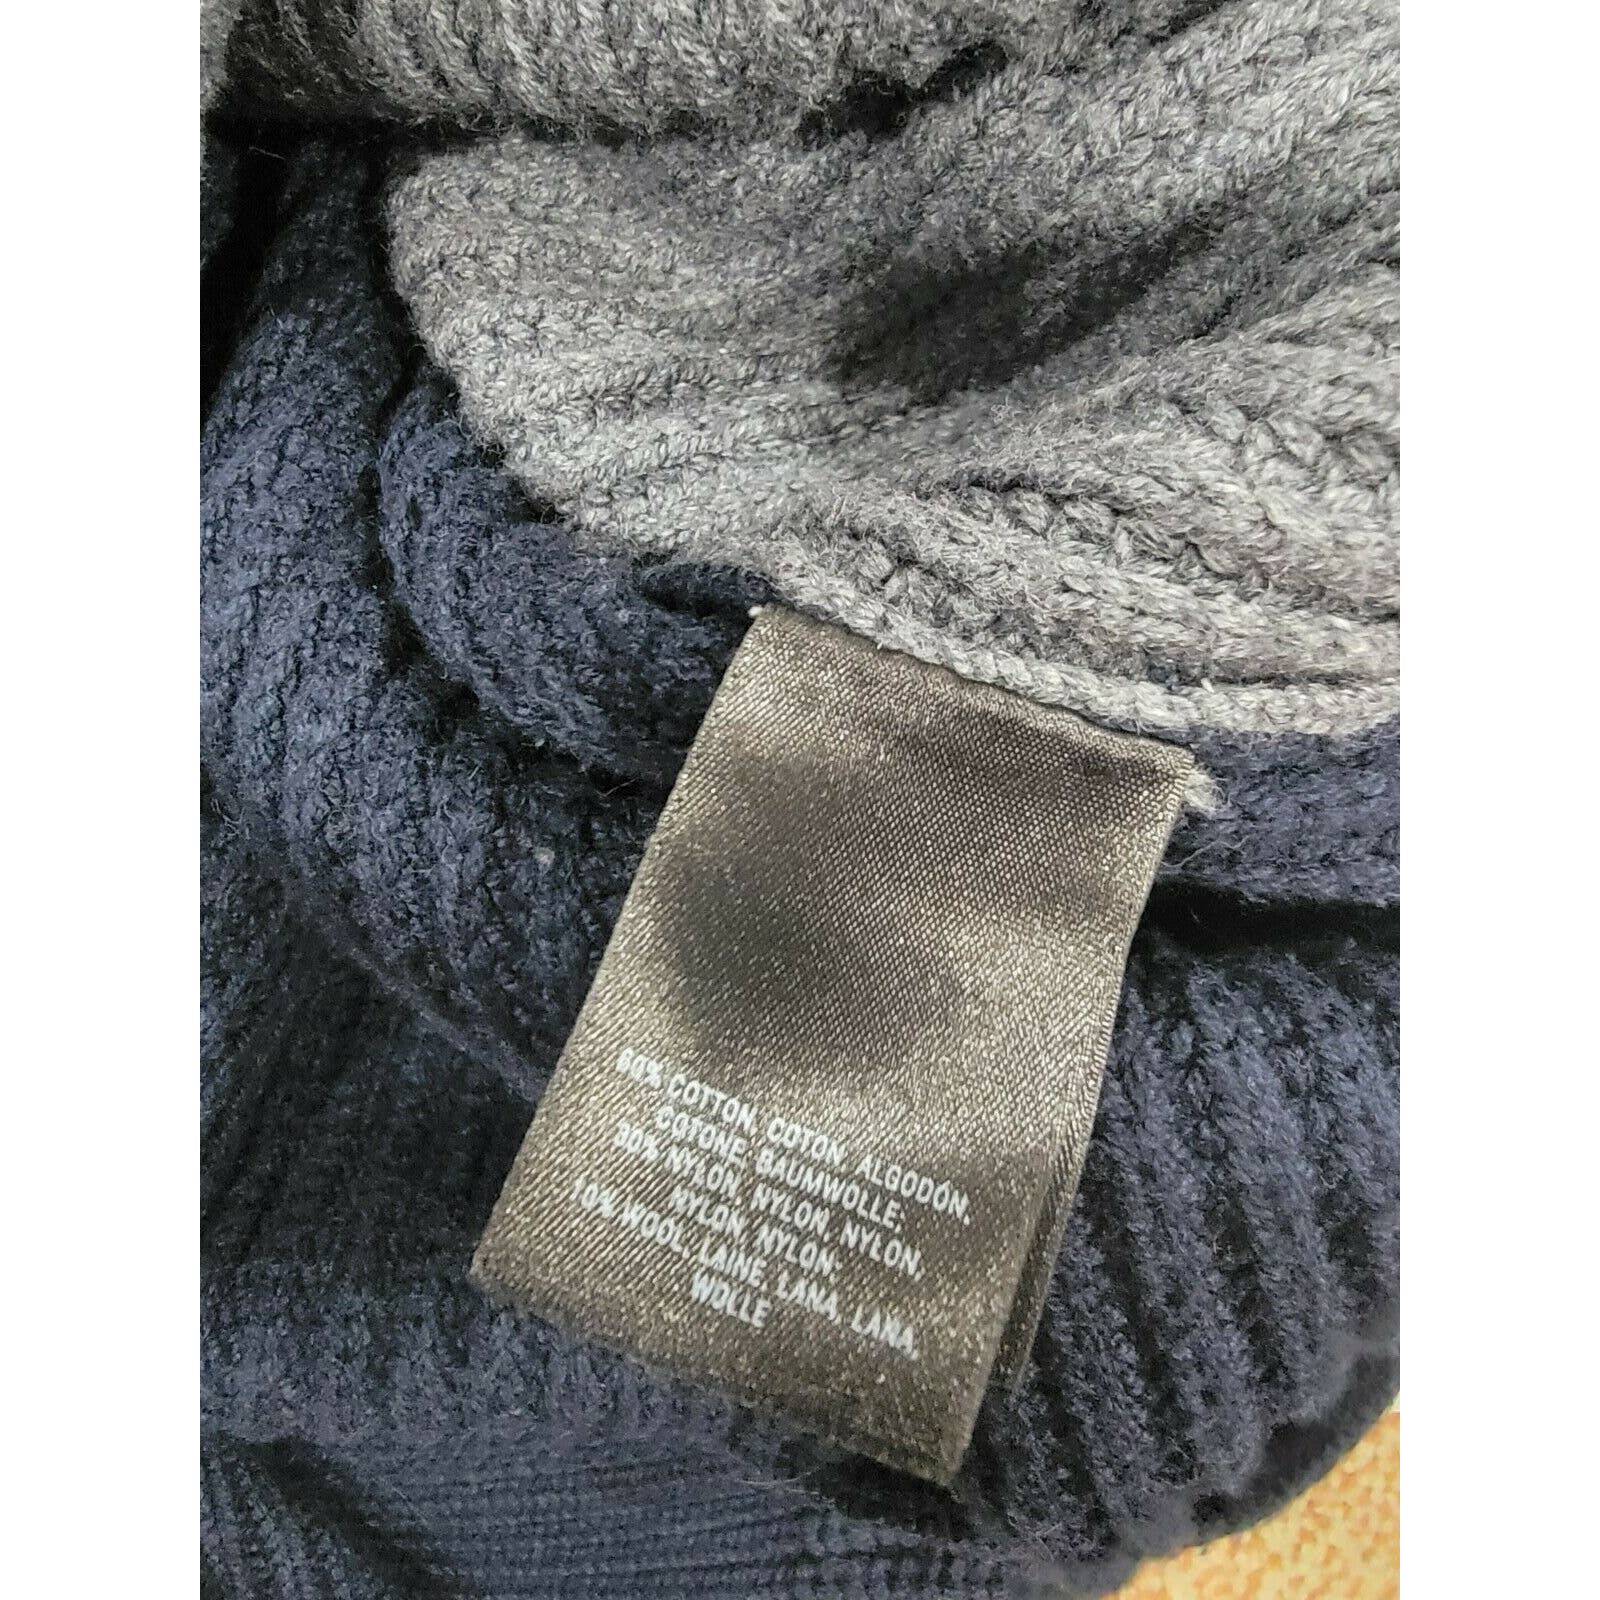 60% COTTON, COTON, ALGODÓN,
COTONE, BAUMWOLLE,
30% NYLON, NYLON, NYLON,
NYLON, NYLON,
10% WOOL, LAINE, LANA, LANA,
WOLLE